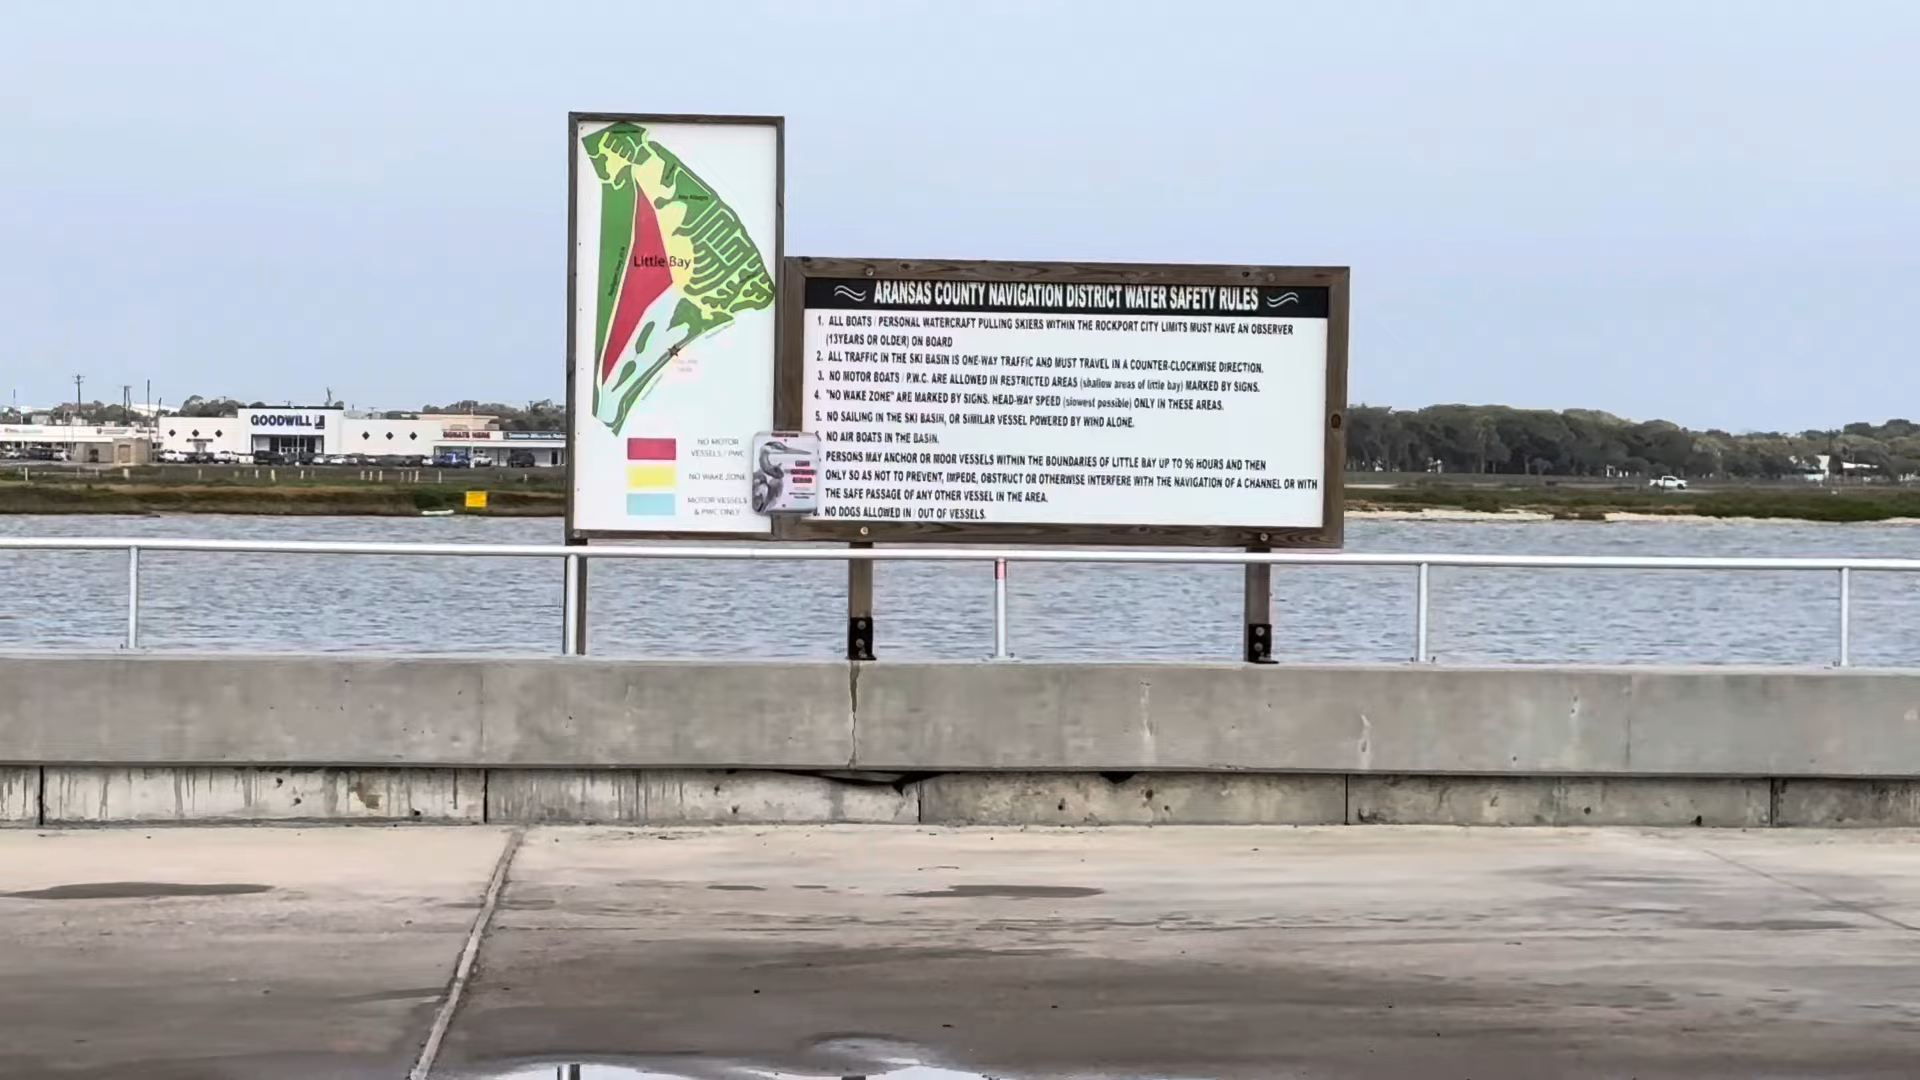 Little Bay
NO MOTOR
VESSELS / PWC
NO WAKE ZONE
MOTOR VESSELS
& PWC ONLY
ARANSAS COUNTY NAVIGATION DISTRICT WATER SAFETY RULES
1. ALL BOATS / PERSONAL WATERCRAFT PULLING SKIERS WITHIN THE ROCKPORT CITY LIMITS MUST HAVE AN OBSERVER
(13YEARS OR OLDER) ON BOARD
2. ALL TRAFFIC IN THE SKI BASIN IS ONE-WAY TRAFFIC AND MUST TRAVEL IN A COUNTER-CLOCKWISE DIRECTION.
3. NO MOTOR BOATS / P.W.C. ARE ALLOWED IN RESTRICTED AREAS (shallow areas of little bay) MARKED BY SIGNS.
4. "NO WAKE ZONE" ARE MARKED BY SIGNS. HEAD-WAY SPEED (slowest possible) ONLY IN THESE AREAS.
5. NO SAILING IN THE SKI BASIN, OR SIMILAR VESSEL POWERED BY WIND ALONE.
NO AIR BOATS IN THE BASIN.
PERSONS MAY ANCHOR OR MOOR VESSELS WITHIN THE BOUNDARIES OF LITTLE BAY UP TO 96 HOURS AND THEN
ONLY SO AS NOT TO PREVENT, IMPEDE, OBSTRUCT OR OTHERWISE INTERFERE WITH THE NAVIGATION OF A CHANNEL OR WITH
THE SAFE PASSAGE OF ANY OTHER VESSEL IN THE AREA.
NO DOGS ALLOWED IN / OUT OF VESSELS.
GOODWILL
DONATE HERE